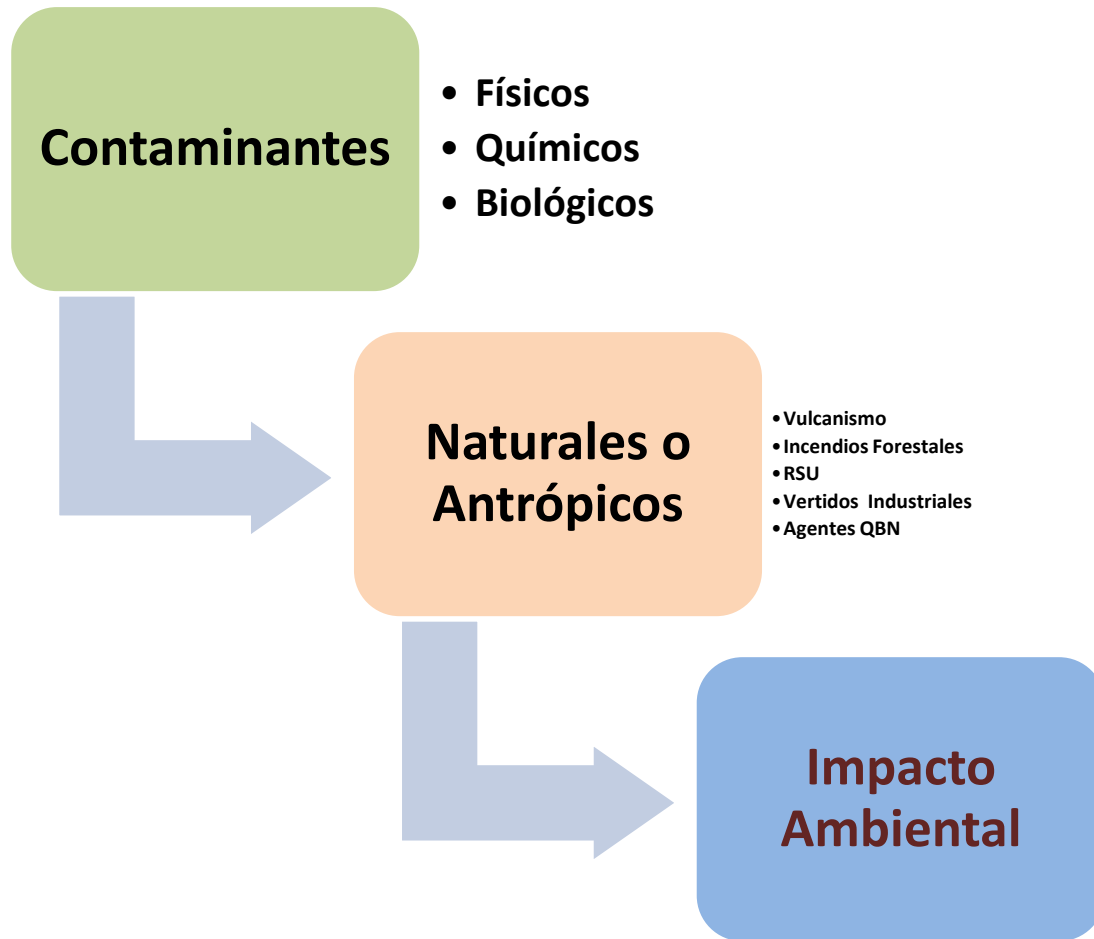 Contaminantes
• Físicos
• Químicos
• Biológicos
Naturales o
Antrópicos
• Vulcanismo
• Incendios Forestales
• RSU
• Vertidos Industriales
• Agentes QBN
Impacto
Ambiental